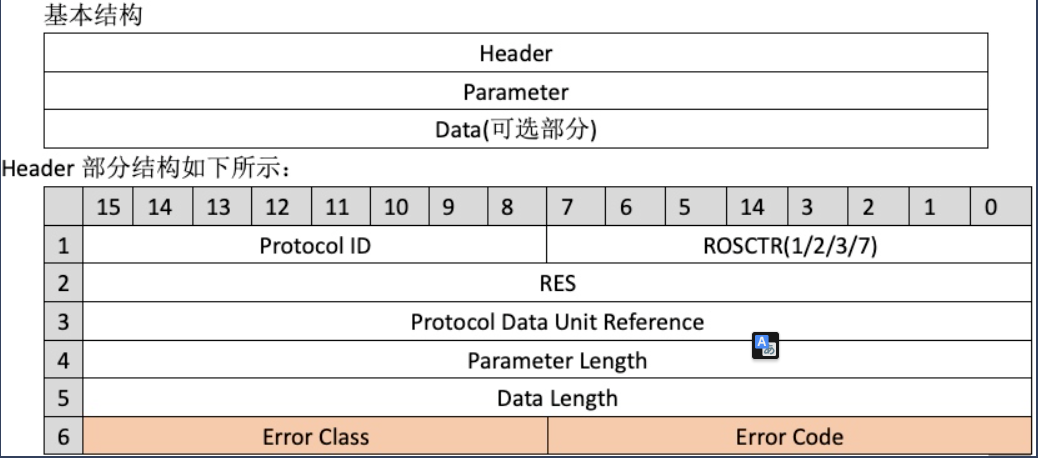 基本结构
Header
Parameter
Data(可选部分)
Header 部分结构如下所示：
15 14 13 12 11 10 9 8 7 6 5 14 3 2 1 0
1 Protocol ID ROSCTR(1/2/3/7)
2 RES
3 Protocol Data Unit Reference
4 Parameter Length
5 Data Length
6 Error Class Error Code